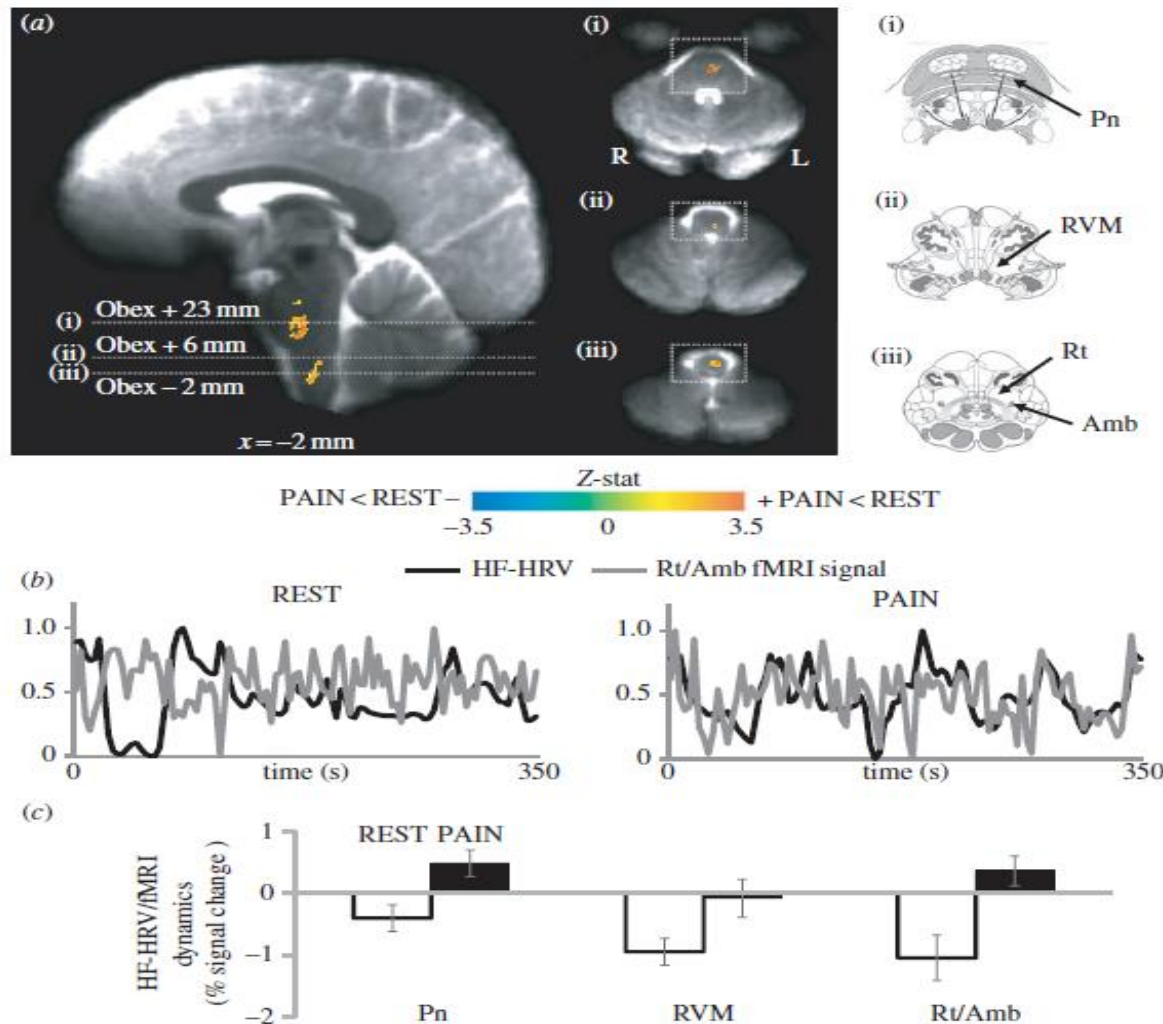 (a)
(i)
(i)
Pn
R
L
(ii)
(ii)
RVM
Obex + 23 mm
(i)
Obex + 6 mm
(ii)
(iii)
(iii)
(iii)
Rt
Obex – 2 mm
Amb
x = –2 mm
Z-stat
PAIN < REST –
+ PAIN < REST
–3.5
0
3.5
HF-HRV
Rt/Amb fMRI signal
(b)
REST
PAIN
1.0
0.5
0
0
time (s)
350
1.0
0.5
0
0
time (s)
350
(c)
REST PAIN
HF-HRV/fMRI
dynamics
(% signal change)
1
0
–1
–2
Pn
RVM
Rt/Amb